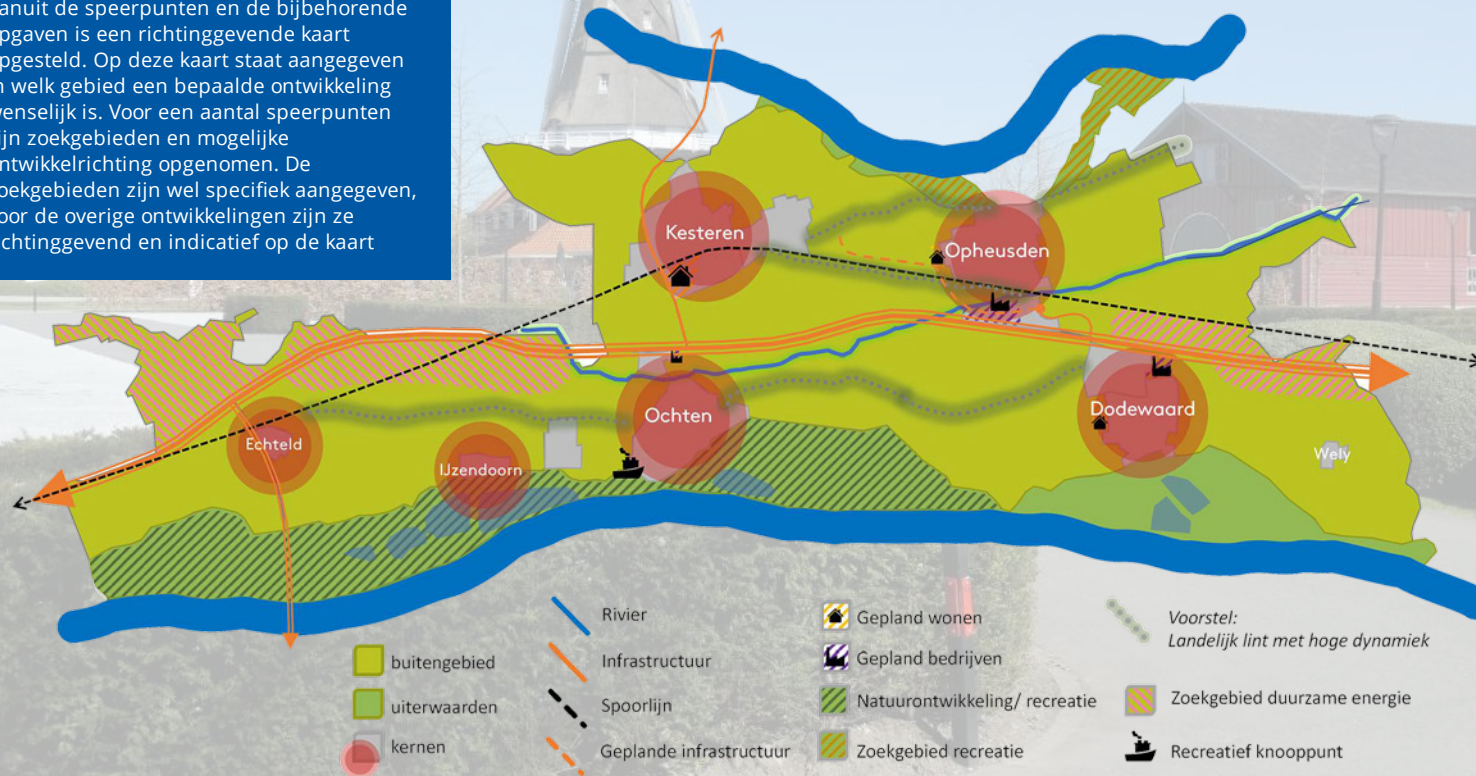 anuit de speerpunten en de bijbehorende
pgaven is een richtinggevende kaart
pgesteld. Op deze kaart staat aangegeven
n welk gebied een bepaalde ontwikkeling
wenselijk is. Voor een aantal speerpunten
ijn zoekgebieden en mogelijke
ntwikkelrichting opgenomen. De
oekgebieden zijn wel specifiek aangegeven,
oor de overige ontwikkelingen zijn ze
ichtinggevend en indicatief op de kaart
Kesteren
Opheusden
Ochten
Dodewaard
Echteld
IJzendoorn
Wely
buitengebied
uiterwaarden
kernen
Rivier
Infrastructuur
Spoorlijn
Geplande infrastructuur
Gepland wonen
Gepland bedrijven
Natuurontwikkeling/ recreatie
Zoekgebied recreatie
Voorstel:
Landelijk lint met hoge dynamiek
Zoekgebied duurzame energie
Recreatief knooppunt